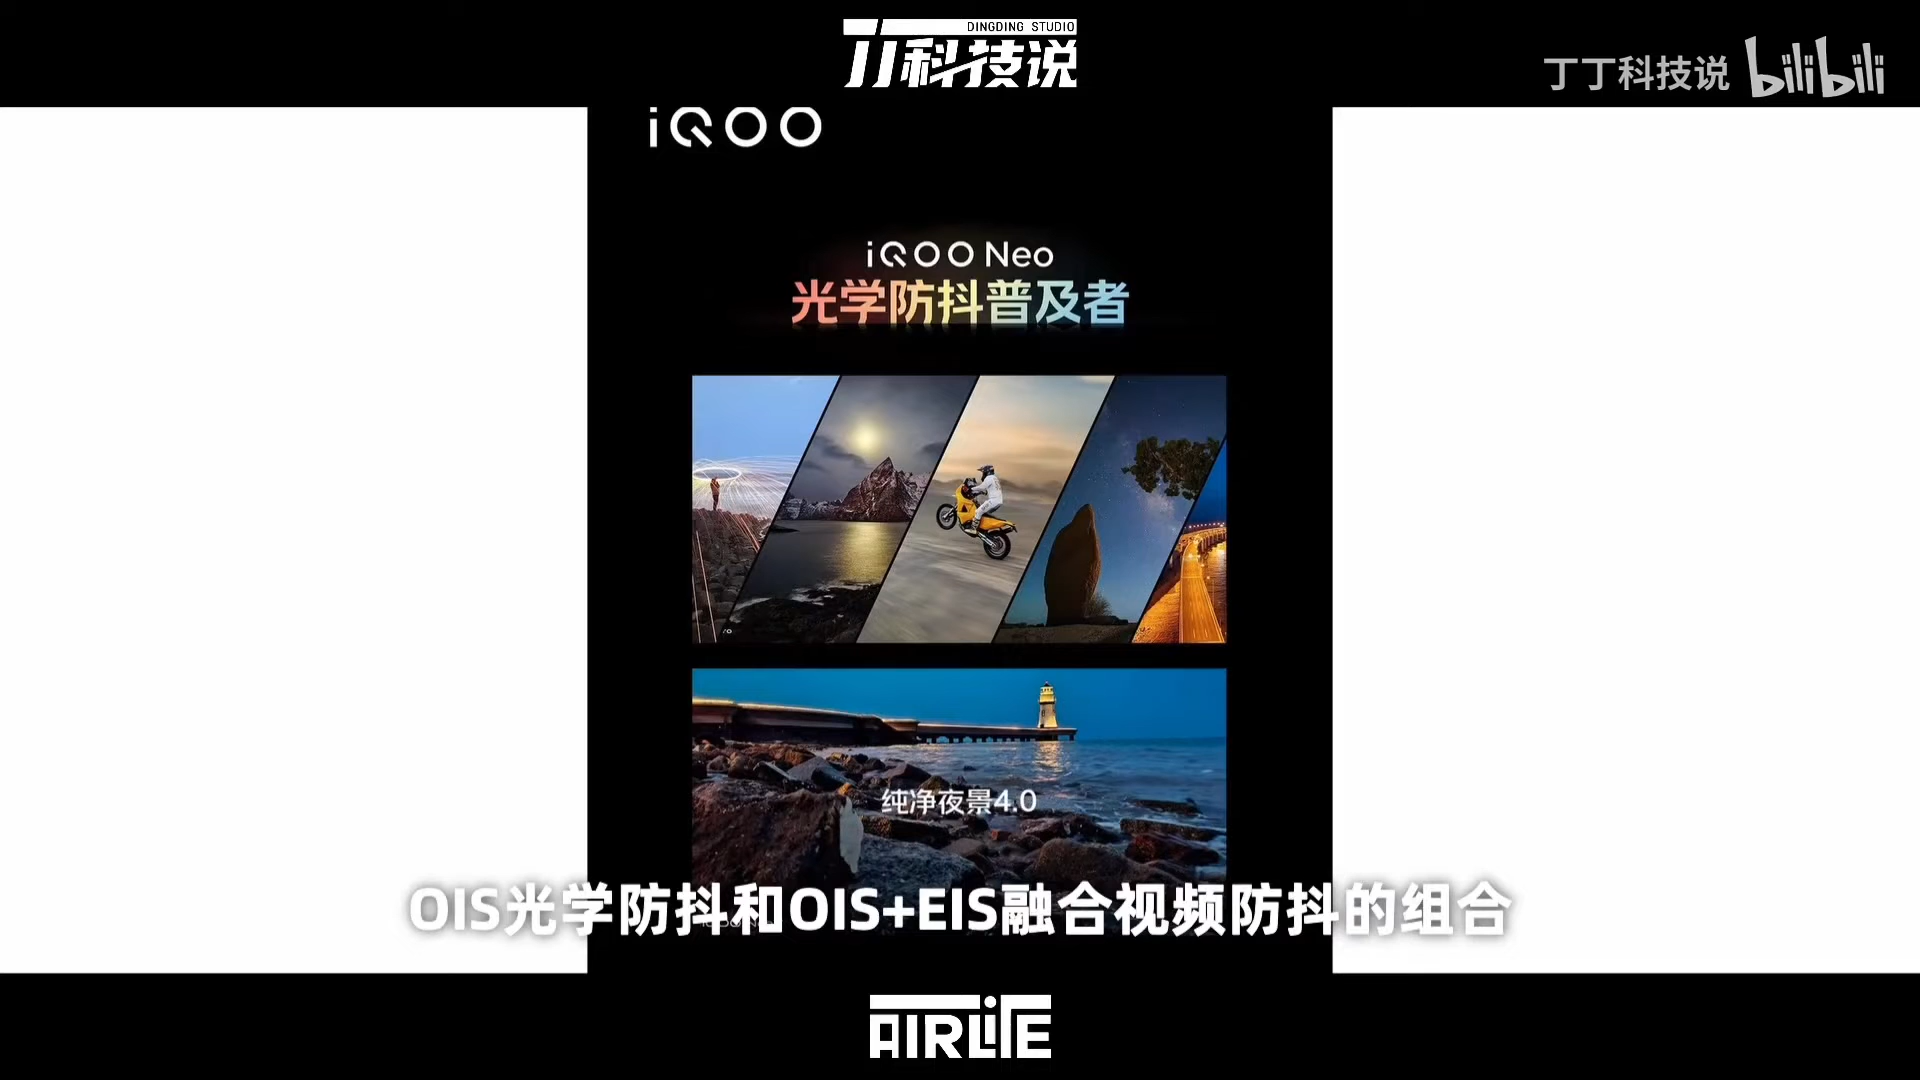 DINGDING STUDIO
丁丁科技说
丁丁科技说 bilibili
iQOO
iQOO Neo
光学防抖普及者
纯净夜景4.0
OIS光学防抖和OIS+EIS融合视频防抖的组合
AIRLIFE